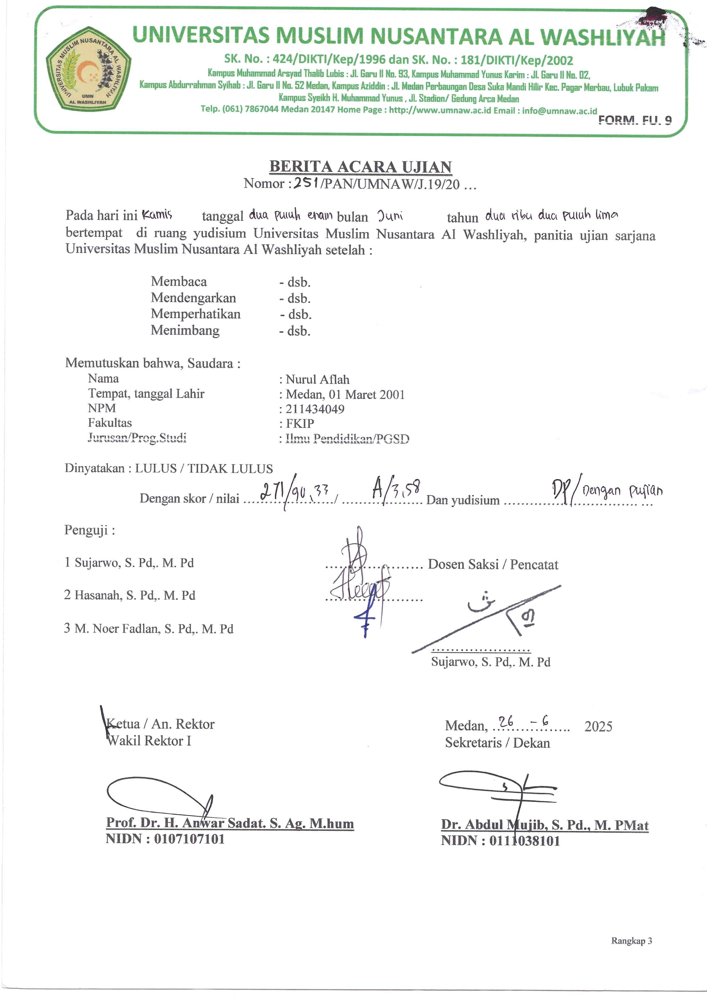 UNIVERSITAS MUSLIM NUSANTARA AL WASHLIYAH
UMN
AL WASHLIYAH
UNIVERSITAS MUSLIM NUSANTARA AL WASHLIYAH
SK. No. : 424/DIKTI/Kep/1996 dan SK. No. : 181/DIKTI/Kep/2002
Kampus Muhammad Arsyad Thalib Lubis : Jl. Garu II No. 93, Kampus Muhammad Yunus Karim : Jl. Garu II No. 02,
Kampus Abdurrahman Syihab : Jl. Garu II No. 52 Medan, Kampus Aziddin : Jl. Medan Perbaungan Desa Suka Mandi Hilir Kec. Pagar Merbau, Lubuk Pakam
Kampus Syeikh H. Muhammad Yunus , Jl. Stadion/ Gedung Arca Medan
Telp. (061) 7867044 Medan 20147 Home Page : http://www.umnaw.ac.id Email : info@umnaw.ac.id
FORM. FU. 9
BERITA ACARA UJIAN
Nomor : 251/PAN/UMNAW/J.19/20 ...
Pada hari ini Kamis tanggal dua puluh enam bulan Juni tahun dua ribu dua puluh lima
bertempat di ruang yudisium Universitas Muslim Nusantara Al Washliyah, panitia ujian sarjana
Universitas Muslim Nusantara Al Washliyah setelah :
Membaca - dsb.
Mendengarkan - dsb.
Memperhatikan - dsb.
Menimbang - dsb.
Memutuskan bahwa, Saudara :
Nama : Nurul Aflah
Tempat, tanggal Lahir : Medan, 01 Maret 2001
NPM : 211434049
Fakultas : FKIP
Jurusan/Prog.Studi : Ilmu Pendidikan/PGSD
Dinyatakan : LULUS / TIDAK LULUS
Dengan skor / nilai 271/90,33 / A/3,58 Dan yudisium DP/Dengan pujian
Penguji :
1 Sujarwo, S. Pd,. M. Pd Dosen Saksi / Pencatat
2 Hasanah, S. Pd,. M. Pd
3 M. Noer Fadlan, S. Pd,. M. Pd
Sujarwo, S. Pd,. M. Pd
Ketua / An. Rektor
Wakil Rektor I
Medan, 26 - 6 2025
Sekretaris / Dekan
Prof. Dr. H. Anwar Sadat. S. Ag. M.hum
NIDN : 0107107101
Dr. Abdul Mujib, S. Pd., M. PMat
NIDN : 0111038101
Rangkap 3